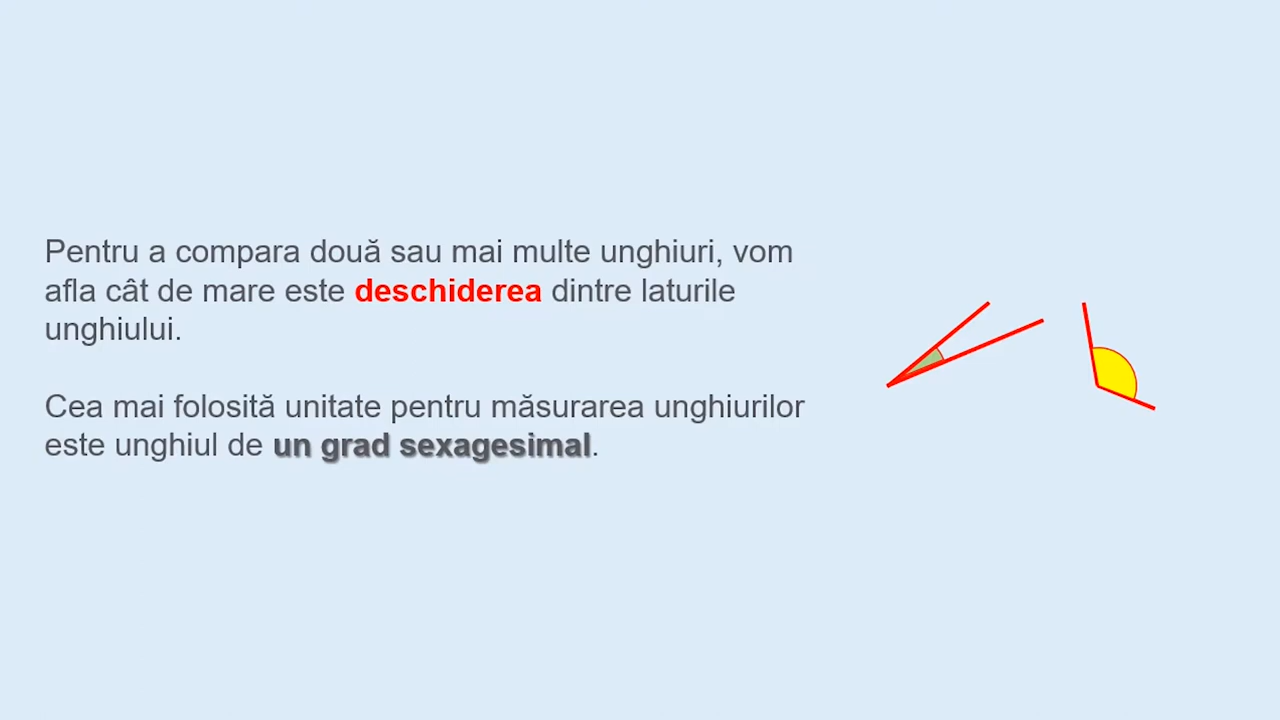 Pentru a compara două sau mai multe unghiuri, vom
afla cât de mare este deschiderea dintre laturile
unghiului.
Cea mai folosită unitate pentru măsurarea unghiurilor
este unghiul de un grad sexagesimal.